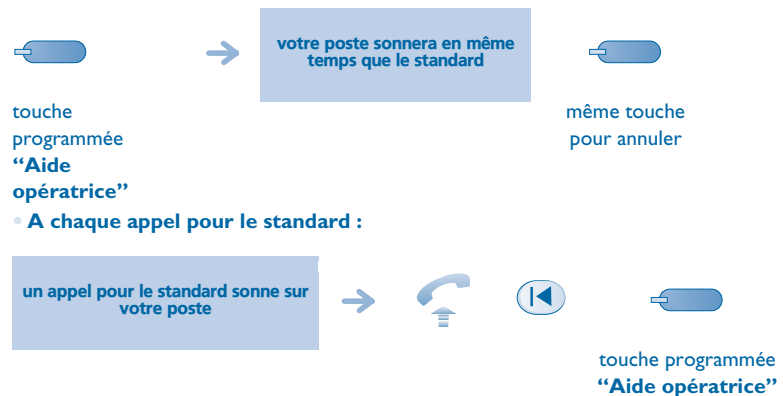 votre poste sonnera en même
temps que le standard
touche
programmée
“Aide
opératrice”
même touche
pour annuler
• A chaque appel pour le standard :
un appel pour le standard sonne sur
votre poste
touche programmée
“Aide opératrice”